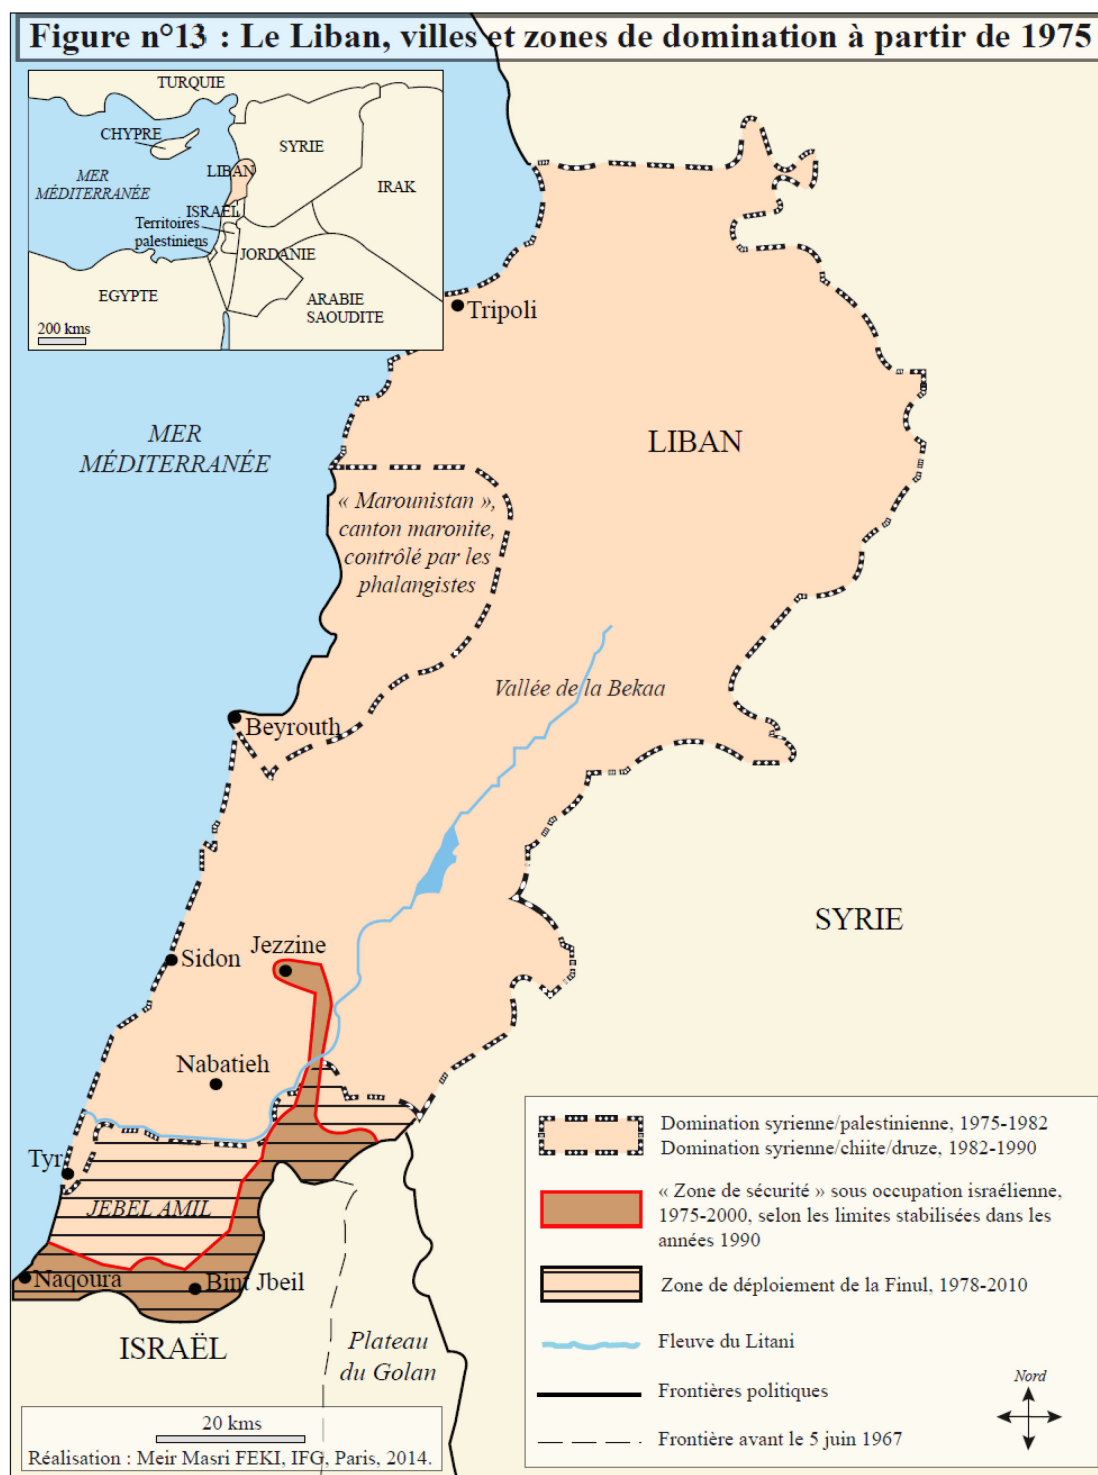 Figure n°13 : Le Liban, villes et zones de domination à partir de 1975
TURQUIE
CHYPRE
SYRIE
MER
MÉDITERRANÉE
LIBAN
IRAK
ISRAËL
Territoires
palestiniens
JORDANIE
EGYPTE
ARABIE
SAOUDITE
200 kms
Tripoli
MER
MÉDITERRANÉE
LIBAN
« Marounistan »,
canton maronite,
contrôlé par les
phalangistes
Vallée de la Bekaa
Beyrouth
SYRIE
Sidon
Jezzine
Nabatieh
Tyr
JEBEL AMIL
Naqoura
Bint Jbeil
ISRAËL
Plateau
du Golan
Domination syrienne/palestinienne, 1975-1982
Domination syrienne/chiite/druze, 1982-1990
« Zone de sécurité » sous occupation israélienne,
1975-2000, selon les limites stabilisées dans les
années 1990
Zone de déploiement de la Finul, 1978-2010
Fleuve du Litani
Frontières politiques
Frontière avant le 5 juin 1967
Nord
20 kms
Réalisation : Meir Masri FEKI, IFG, Paris, 2014.